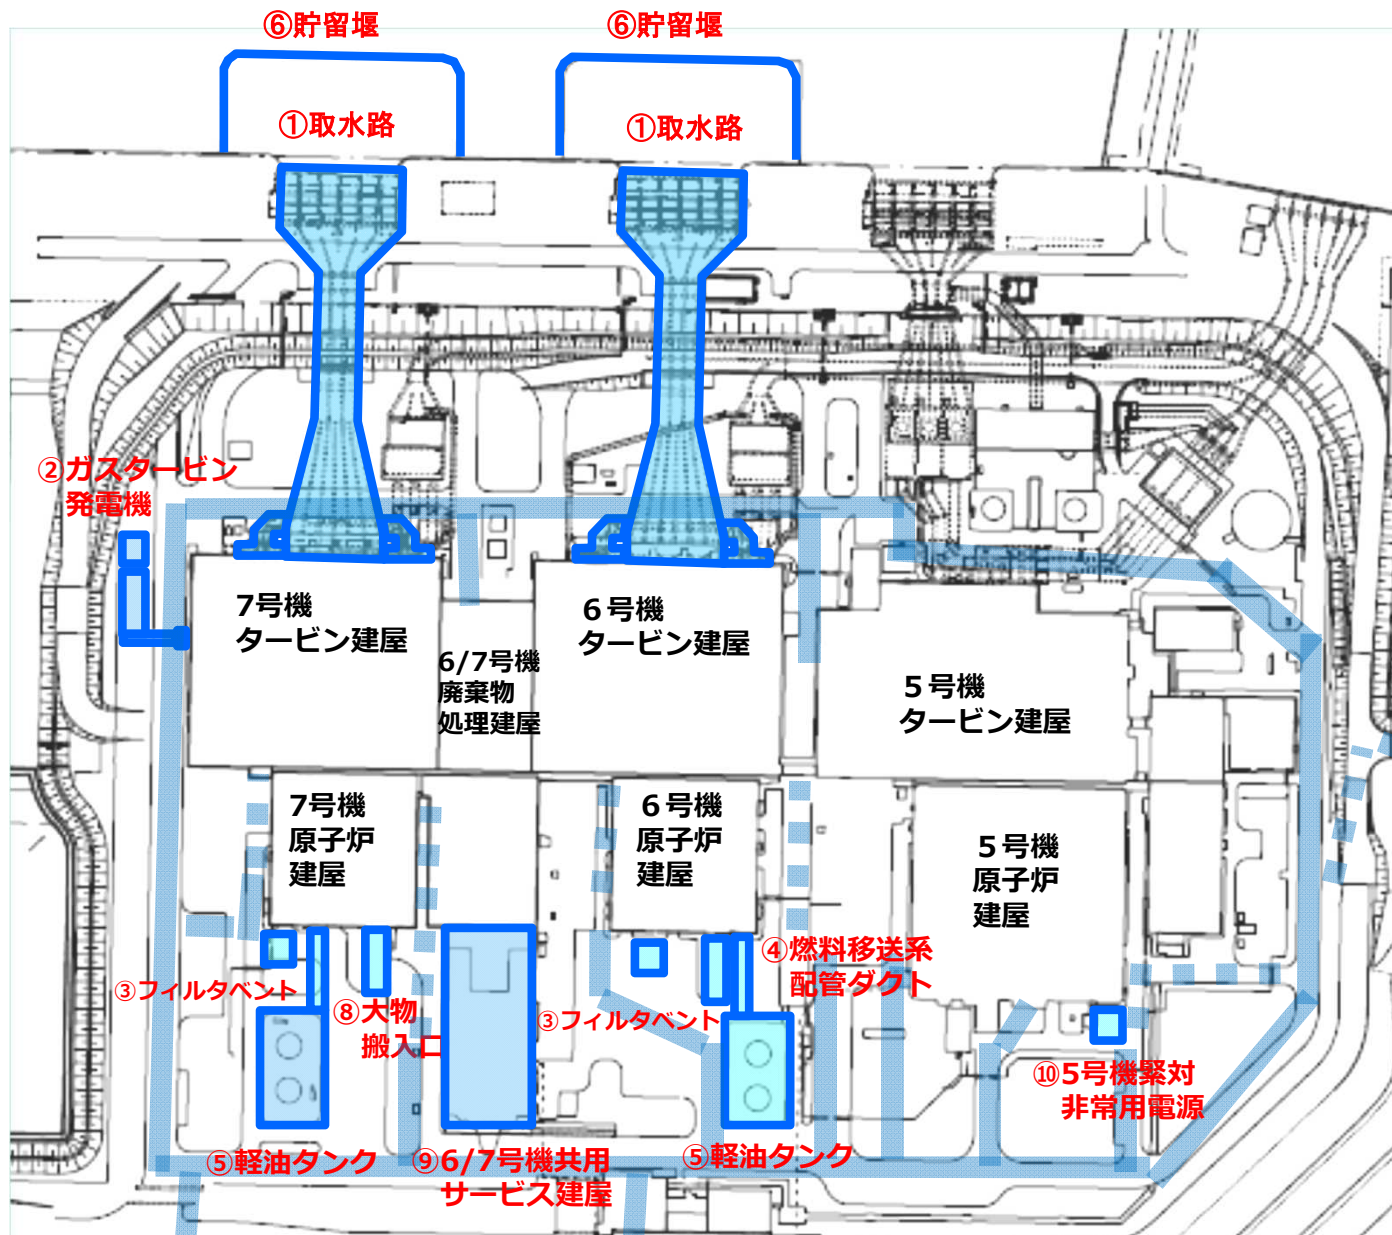 ⑥貯留堰
⑥貯留堰
①取水路
①取水路
②ガスタービン
発電機
7号機
タービン建屋
6/7号機
廃棄物
処理建屋
６号機
タービン建屋
５号機
タービン建屋
7号機
原子炉
建屋
６号機
原子炉
建屋
５号機
原子炉
建屋
③フィルタベント
⑧大物
搬入口
③フィルタベント
④燃料移送系
配管ダクト
⑩5号機緊対
非常用電源
⑤軽油タンク
⑨6/7号機共用
サービス建屋
⑤軽油タンク